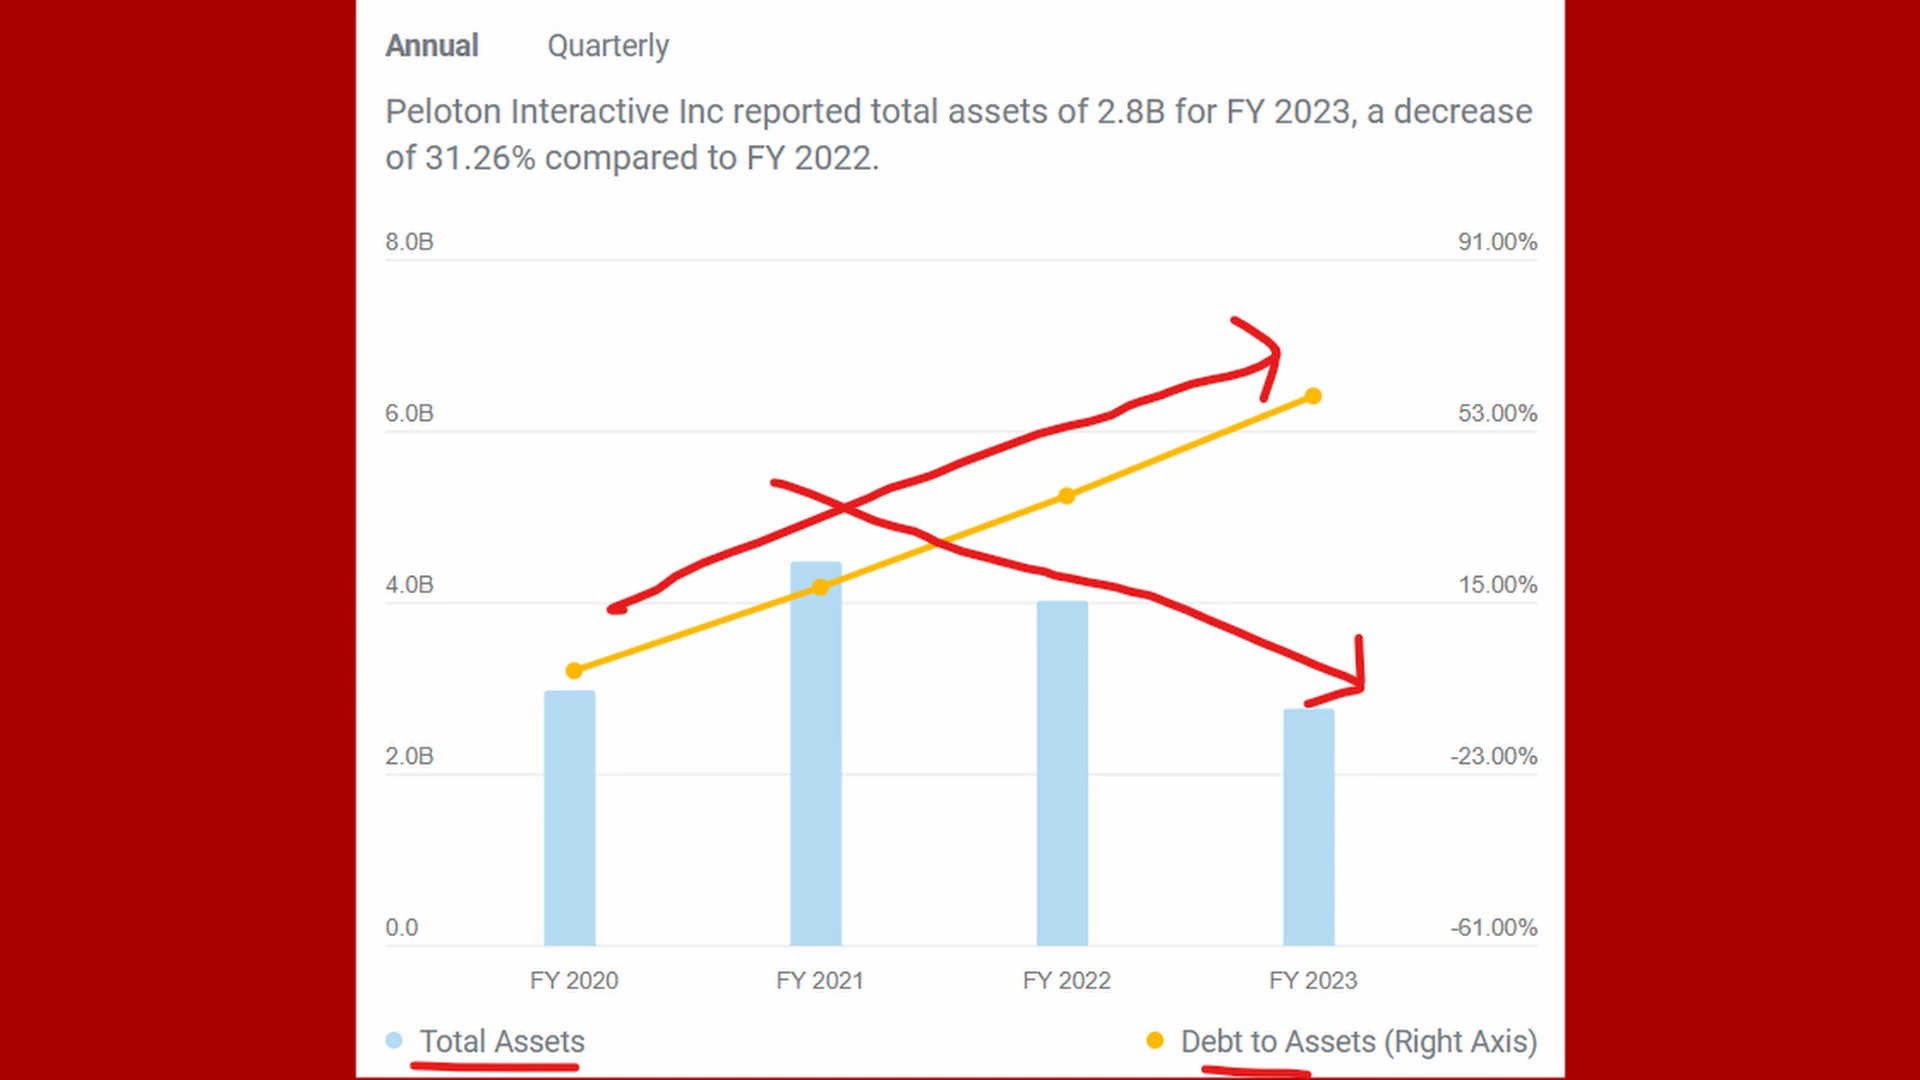 Annual Quarterly
Peloton Interactive Inc reported total assets of 2.8B for FY 2023, a decrease
of 31.26% compared to FY 2022.
8.0B 91.00%
6.0B 53.00%
4.0B 15.00%
2.0B -23.00%
0.0 -61.00%
FY 2020 FY 2021 FY 2022 FY 2023
Total Assets Debt to Assets (Right Axis)